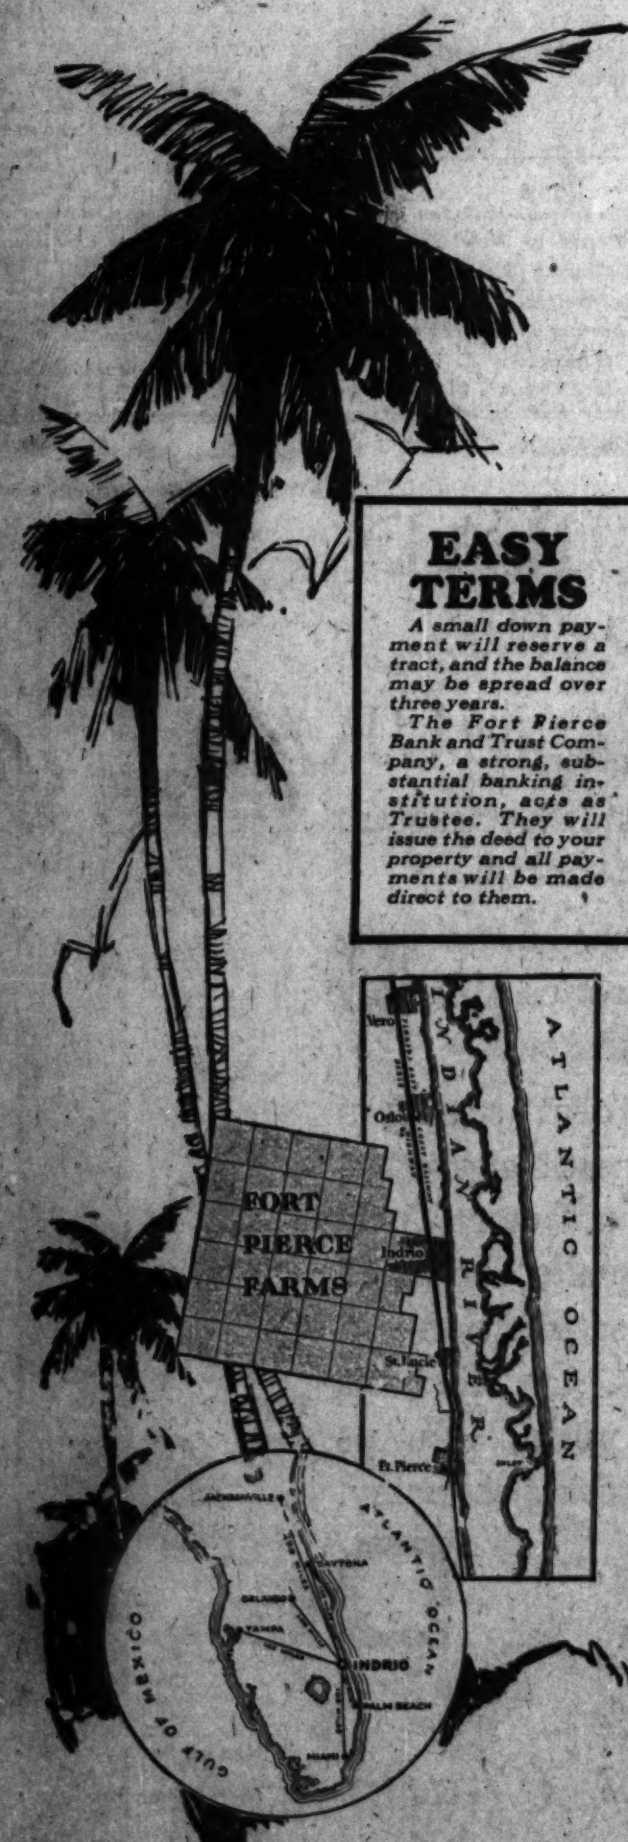 EASY
TERMS
A small down pay-
ment will reserve a
tract, and the balance
may be spread over
three years.
The Fort Pierce
Bank and Trust Com-
pany, a strong, sub-
stantial banking in-
stitution, acts as
Trustee. They will
issue the deed to your
property and all pay-
ments will be made
direct to them.
Vero
Oslo
INDIAN RIVER
ATLANTIC OCEAN
FORT
PIERCE
FARMS
Indrio
St. Lucie
Ft. Pierce
INLET
JACKSONVILLE
ATLANTIC OCEAN
DAYTONA
ORLANDO
TAMPA
INDRIO
PALM BEACH
MIAMI
GULF OF MEXICO